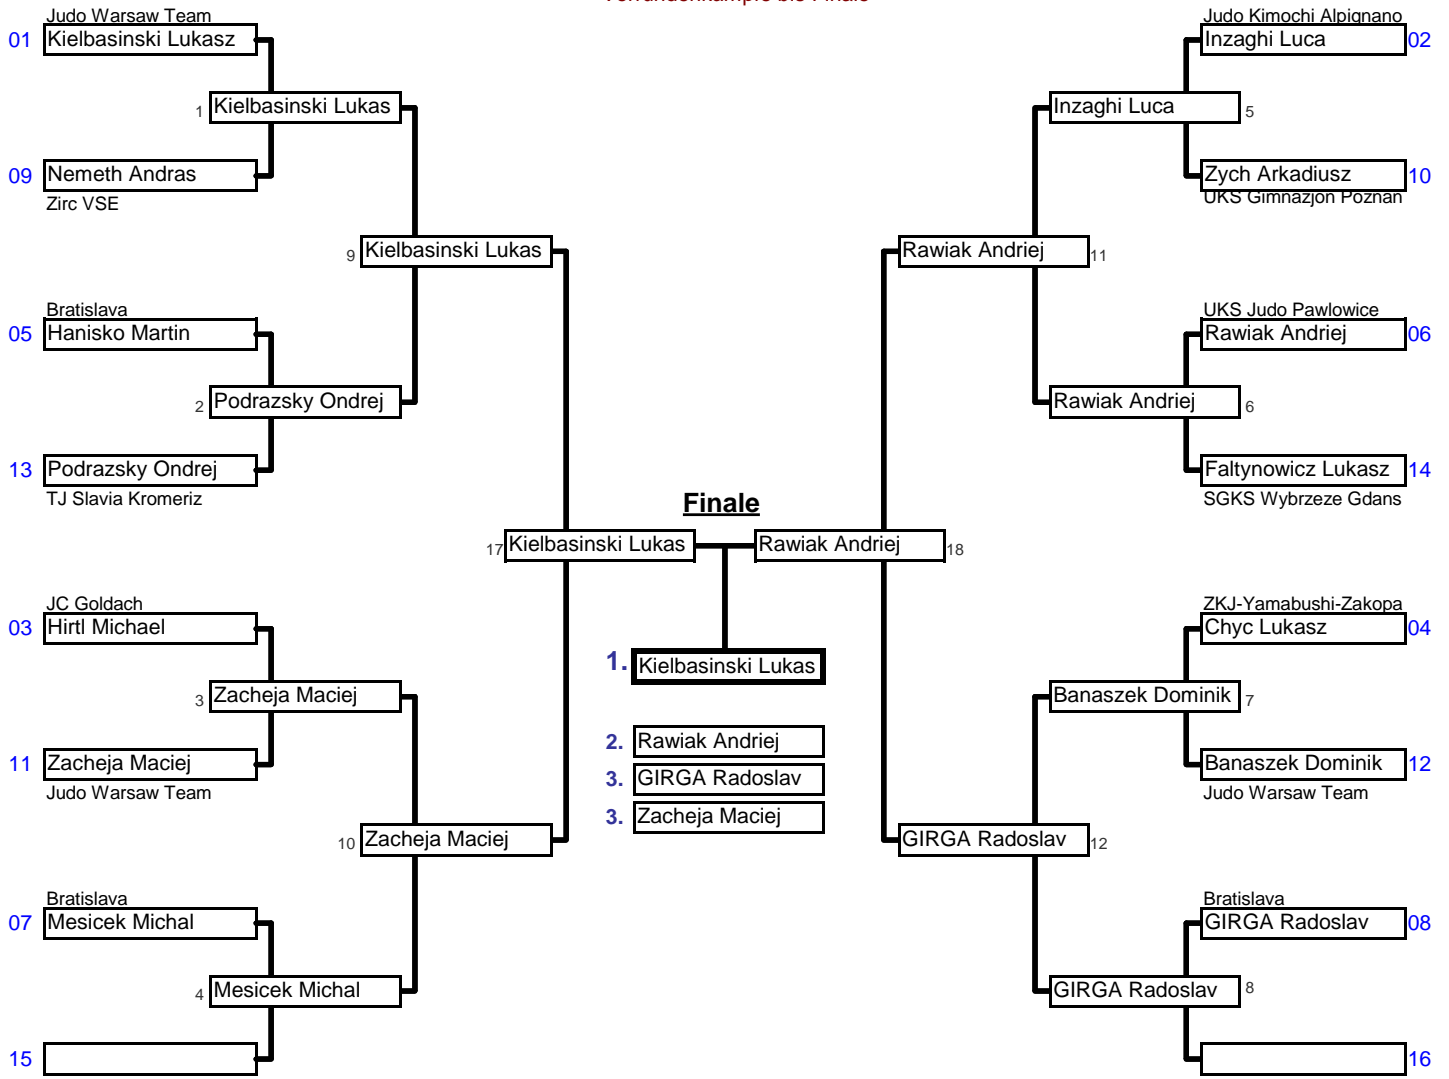 Vorrundenkämpfe bis Finale
Judo Warsaw Team
01 Kielbasinski Lukasz
1 Kielbasinski Lukas
09 Nemeth Andras
Zirc VSE
9 Kielbasinski Lukas
Bratislava
05 Hanisko Martin
2 Podrazsky Ondrej
13 Podrazsky Ondrej
TJ Slavia Kromeriz
17 Kielbasinski Lukas
JC Goldach
03 Hirtl Michael
3 Zacheja Maciej
11 Zacheja Maciej
Judo Warsaw Team
10 Zacheja Maciej
Bratislava
07 Mesicek Michal
4 Mesicek Michal
15
Finale
1. Kielbasinski Lukas
2. Rawiak Andriej
3. GIRGA Radoslav
3. Zacheja Maciej
Judo Kimochi Alpignano
Inzaghi Luca 02
Inzaghi Luca 5
Zych Arkadiusz 10
UKS Gimnazjon Poznan
Rawiak Andriej 11
UKS Judo Pawlowice
Rawiak Andriej 06
Rawiak Andriej 6
Faltynowicz Lukasz 14
SGKS Wybrzeze Gdans
Rawiak Andriej 18
ZKJ-Yamabushi-Zakopa
Chyc Lukasz 04
Banaszek Dominik 7
Banaszek Dominik 12
Judo Warsaw Team
GIRGA Radoslav 12
Bratislava
GIRGA Radoslav 08
GIRGA Radoslav 8
16